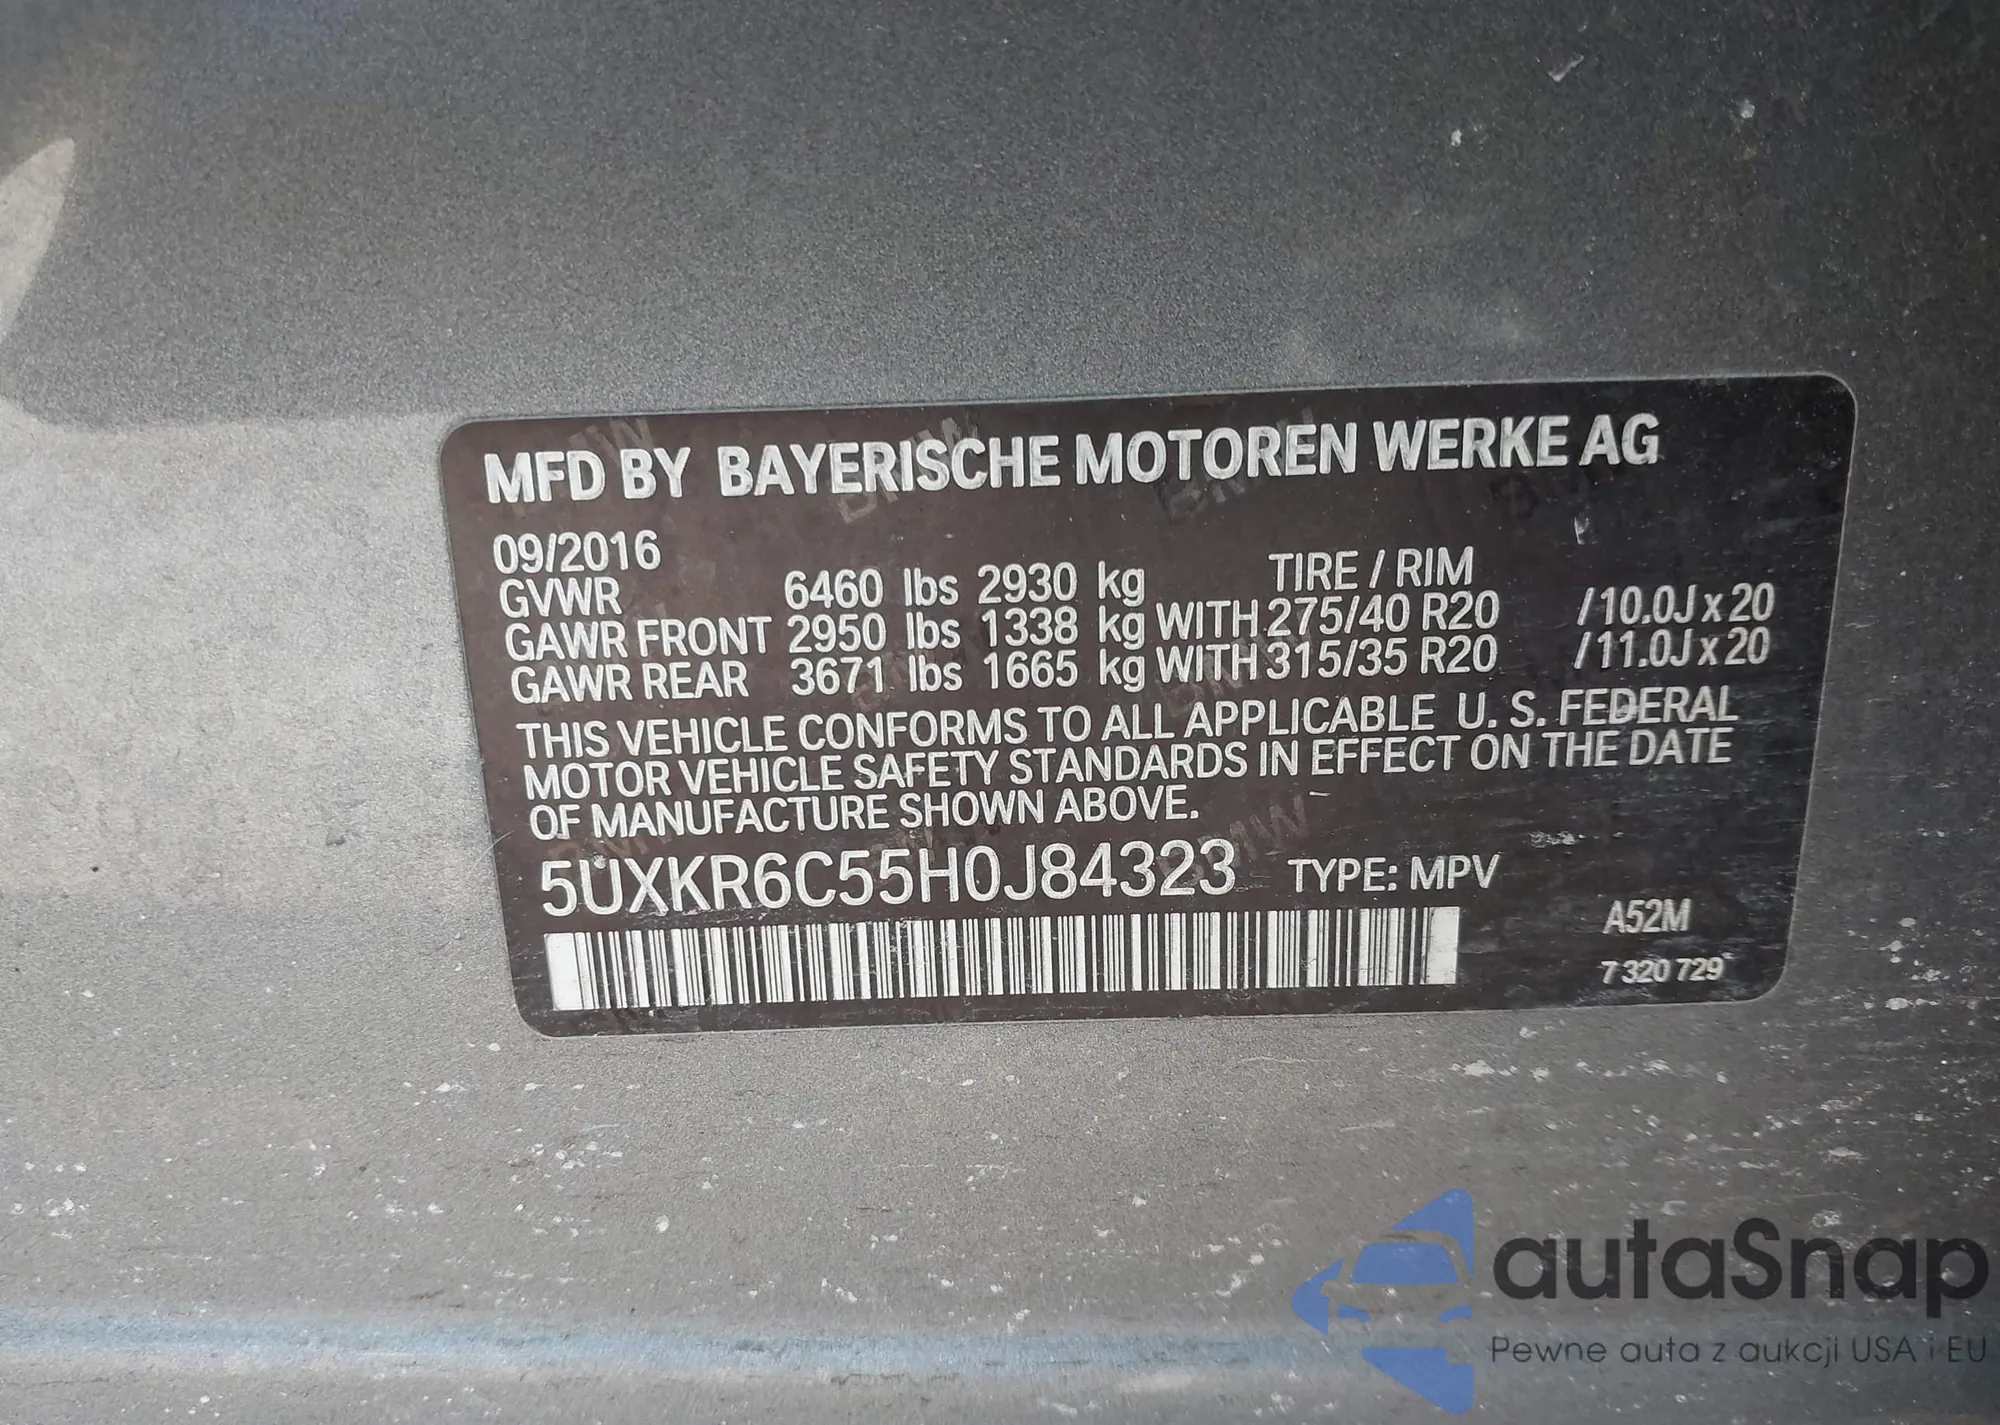 MFD BY BAYERISCHE MOTOREN WERKE AG
09/2016
GVWR 6460 lbs 2930 kg TIRE / RIM
GAWR FRONT 2950 lbs 1338 kg WITH 275/40 R20 /10.0J x 20
GAWR REAR 3671 lbs 1665 kg WITH 315/35 R20 /11.0J x 20
THIS VEHICLE CONFORMS TO ALL APPLICABLE U. S. FEDERAL
MOTOR VEHICLE SAFETY STANDARDS IN EFFECT ON THE DATE
OF MANUFACTURE SHOWN ABOVE.
5UXKR6C55H0J84323 TYPE: MPV
A52M
7 320 729
autaSnap
Pewne auta z aukcji USA i EU